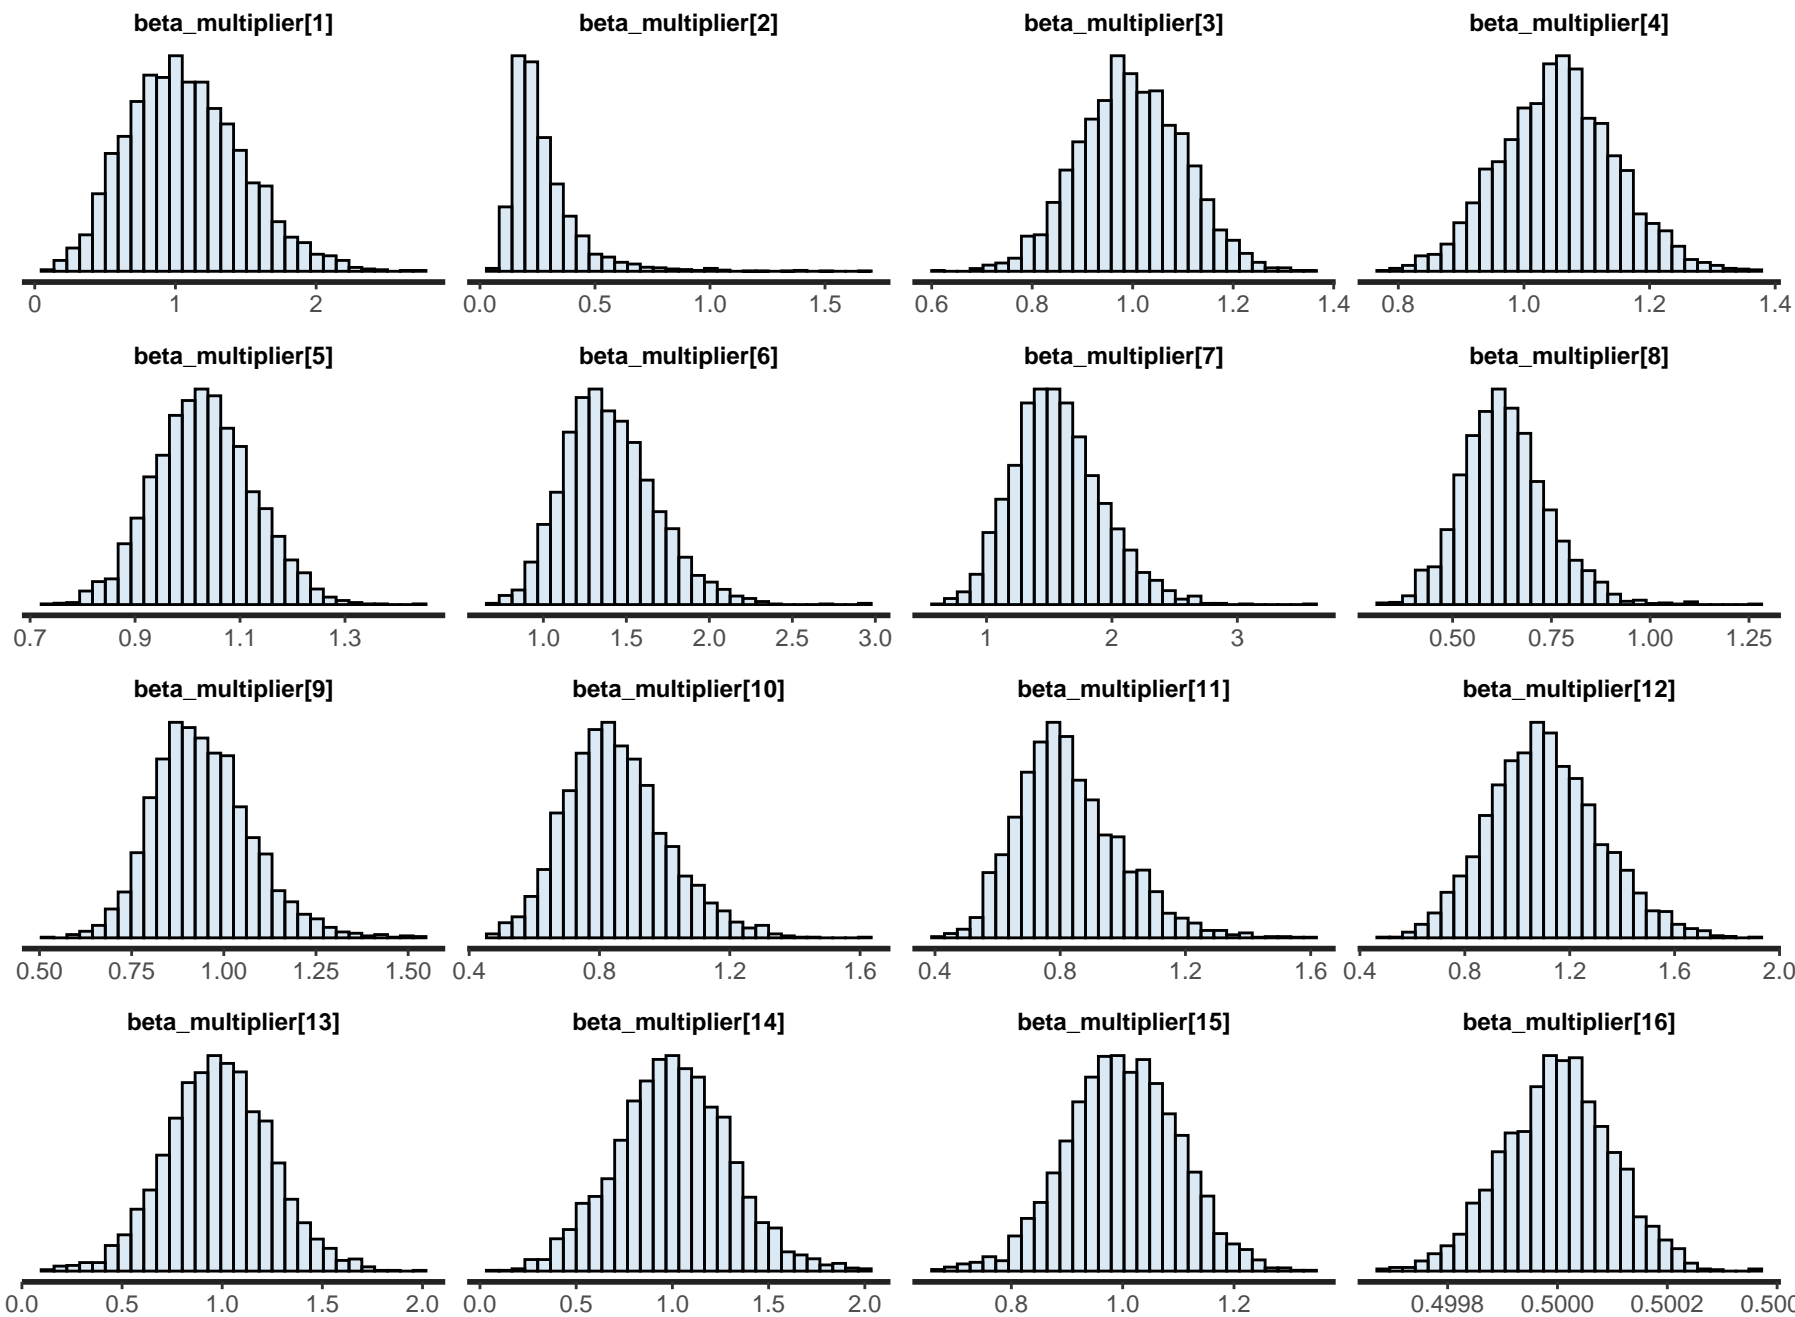 beta_multiplier[1] beta_multiplier[2] beta_multiplier[3] beta_multiplier[4]
0 1 2 0.0 0.5 1.0 1.5 0.6 0.8 1.0 1.2 1.4 0.8 1.0 1.2 1.4
beta_multiplier[5] beta_multiplier[6] beta_multiplier[7] beta_multiplier[8]
0.7 0.9 1.1 1.3 1.0 1.5 2.0 2.5 3.0 1 2 3 0.50 0.75 1.00 1.25
beta_multiplier[9] beta_multiplier[10] beta_multiplier[11] beta_multiplier[12]
0.50 0.75 1.00 1.25 1.50 0.4 0.8 1.2 1.6 0.4 0.8 1.2 1.6 0.4 0.8 1.2 1.6 2.0
beta_multiplier[13] beta_multiplier[14] beta_multiplier[15] beta_multiplier[16]
0.0 0.5 1.0 1.5 2.0 0.0 0.5 1.0 1.5 2.0 0.8 1.0 1.2 0.4998 0.5000 0.5002